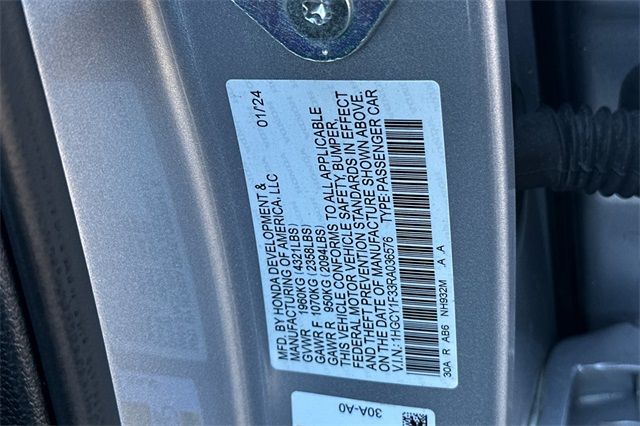 MFD. BY HONDA DEVELOPMENT & 01/24
MANUFACTURING OF AMERICA, LLC
GVWR 1960KG (4321LBS)
GAWR F 1070KG (2358LBS)
GAWR R 950KG (2094LBS)
THIS VEHICLE CONFORMS TO ALL APPLICABLE
FEDERAL MOTOR VEHICLE SAFETY, BUMPER,
AND THEFT PREVENTION STANDARDS IN EFFECT
ON THE DATE OF MANUFACTURE SHOWN ABOVE.
V.I.N.: 1HGCY1F33RA036576 TYPE: PASSENGER CAR
30A R AB6 NH932M A A
30A-A0